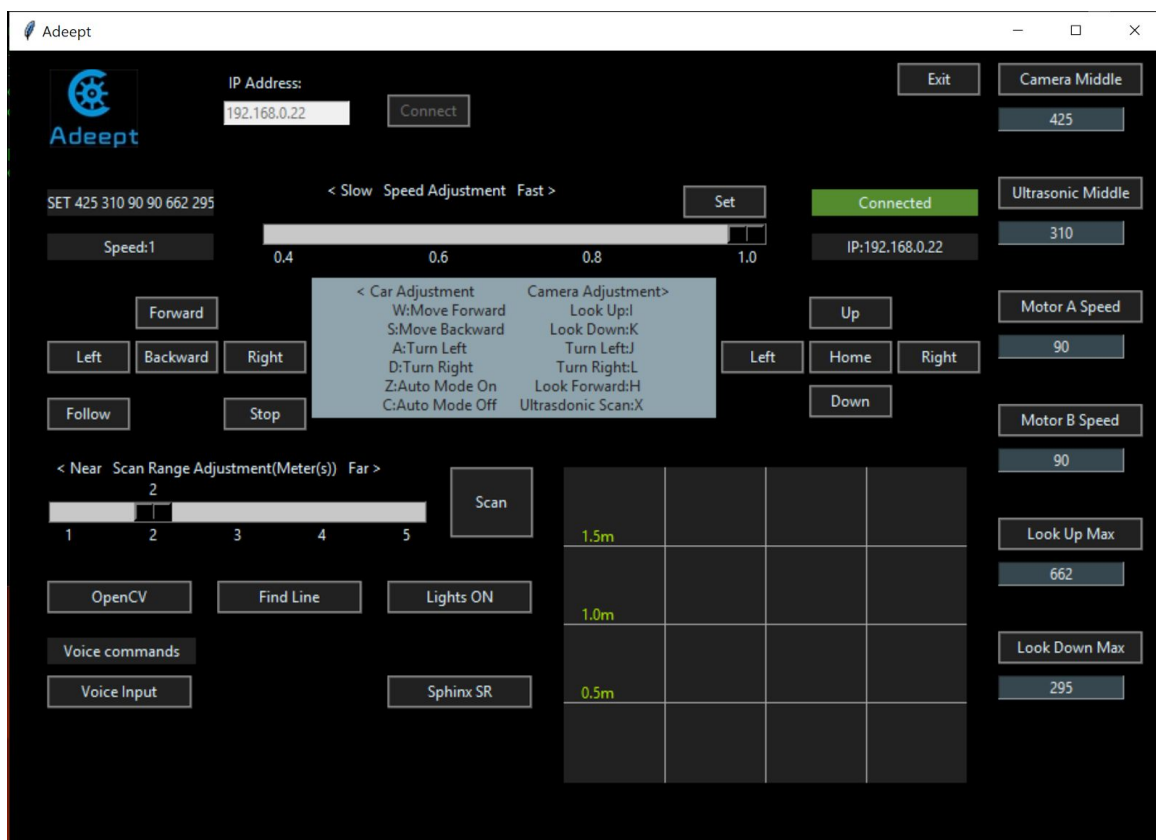 Adeept
IP Address:
Exit
Camera Middle
192.168.0.22
Connect
425
Adeept
< Slow Speed Adjustment Fast >
Set
Ultrasonic Middle
SET 425 310 90 90 662 295
Connected
310
Speed:1
IP:192.168.0.22
0.4 0.6 0.8 1.0
< Car Adjustment Camera Adjustment>
W:Move Forward Look Up:I
S:Move Backward Look Down:K
A:Turn Left Turn Left:J
D:Turn Right Turn Right:L
Z:Auto Mode On Look Forward:H
C:Auto Mode Off Ultrasdonic Scan:X
Forward
Left Backward Right
Follow Stop
Up
Left Home Right
Down
Motor A Speed
90
Motor B Speed
90
< Near Scan Range Adjustment(Meter(s)) Far >
2
1 2 3 4 5
Scan
1.5m
1.0m
0.5m
Look Up Max
662
OpenCV Find Line Lights ON
Voice commands
Voice Input Sphinx SR
Look Down Max
295